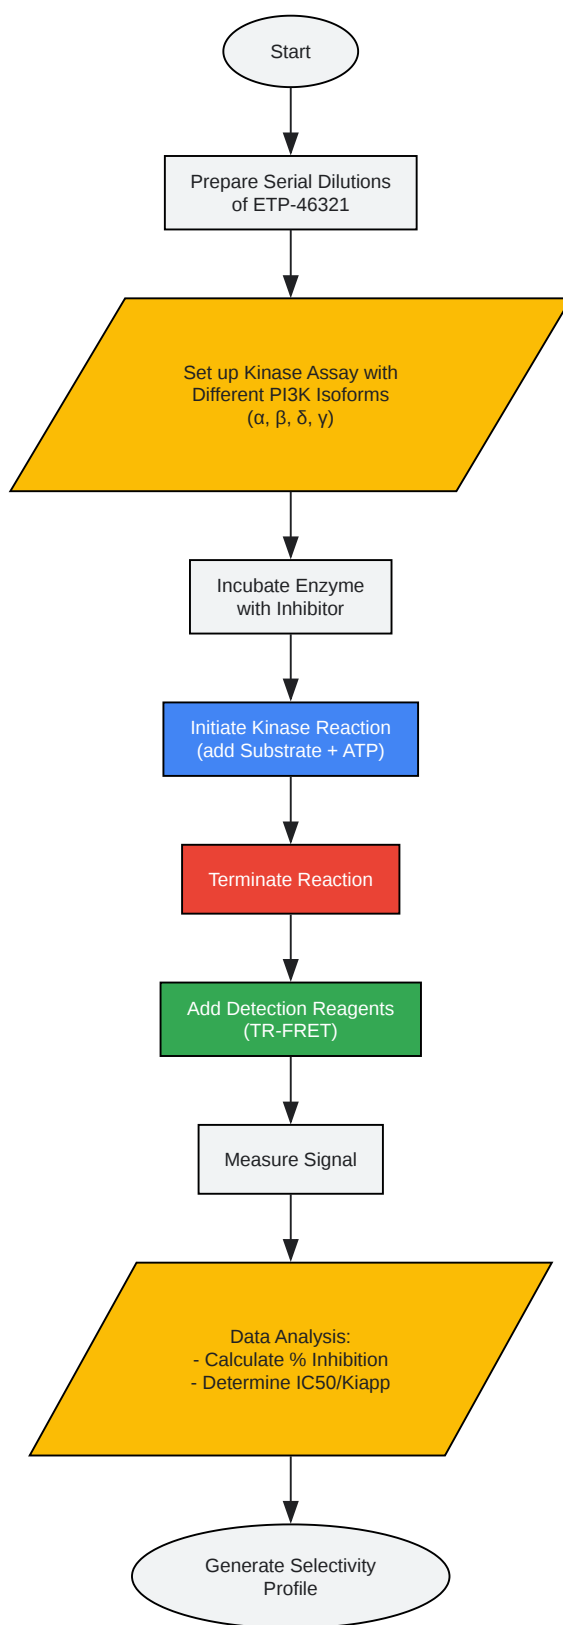 Start
Prepare Serial Dilutions
of ETP-46321
Set up Kinase Assay with
Different PI3K Isoforms
(α, β, δ, γ)
Incubate Enzyme
with Inhibitor
Initiate Kinase Reaction
(add Substrate + ATP)
Terminate Reaction
Add Detection Reagents
(TR-FRET)
Measure Signal
Data Analysis:
- Calculate % Inhibition
- Determine IC50/Kiapp
Generate Selectivity
Profile